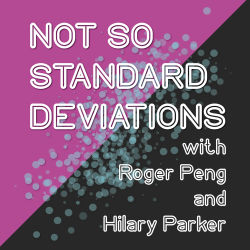 NOT SO
STANDARD
DEVIATIONS
with
Roger Peng
and
Hilary Parker